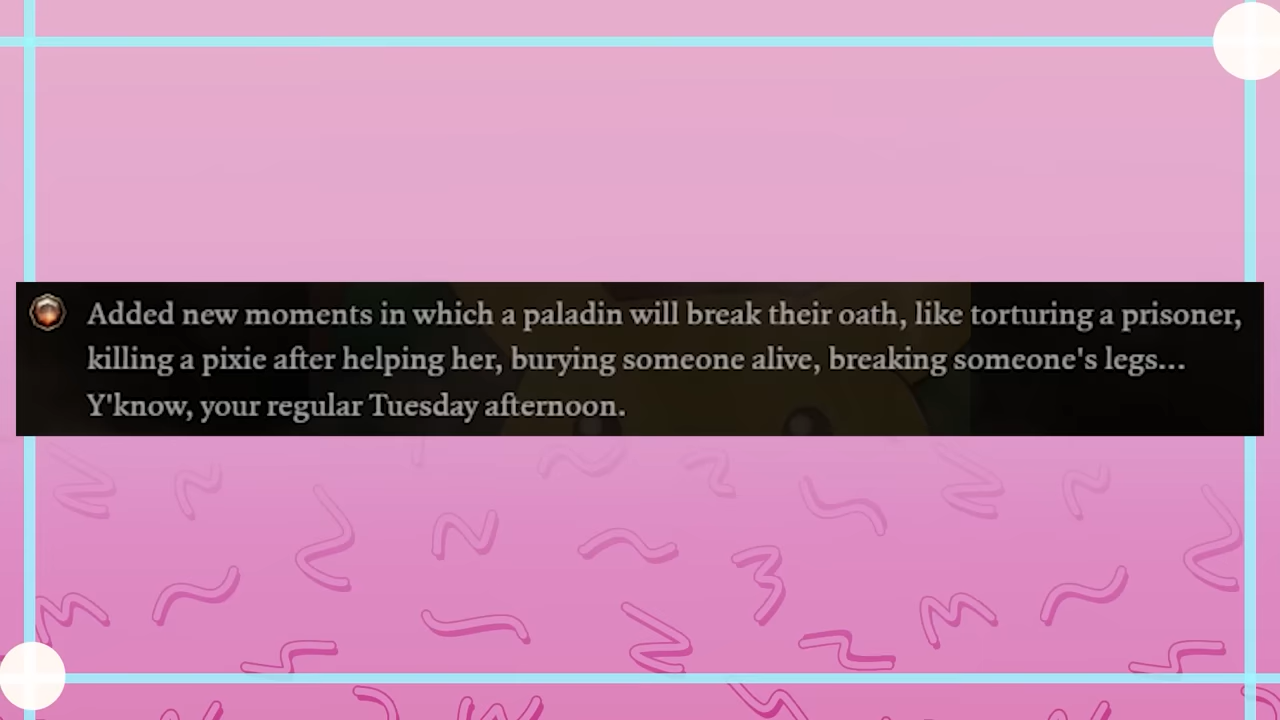 Added new moments in which a paladin will break their oath, like torturing a prisoner,
killing a pixie after helping her, burying someone alive, breaking someone's legs...
Y'know, your regular Tuesday afternoon.